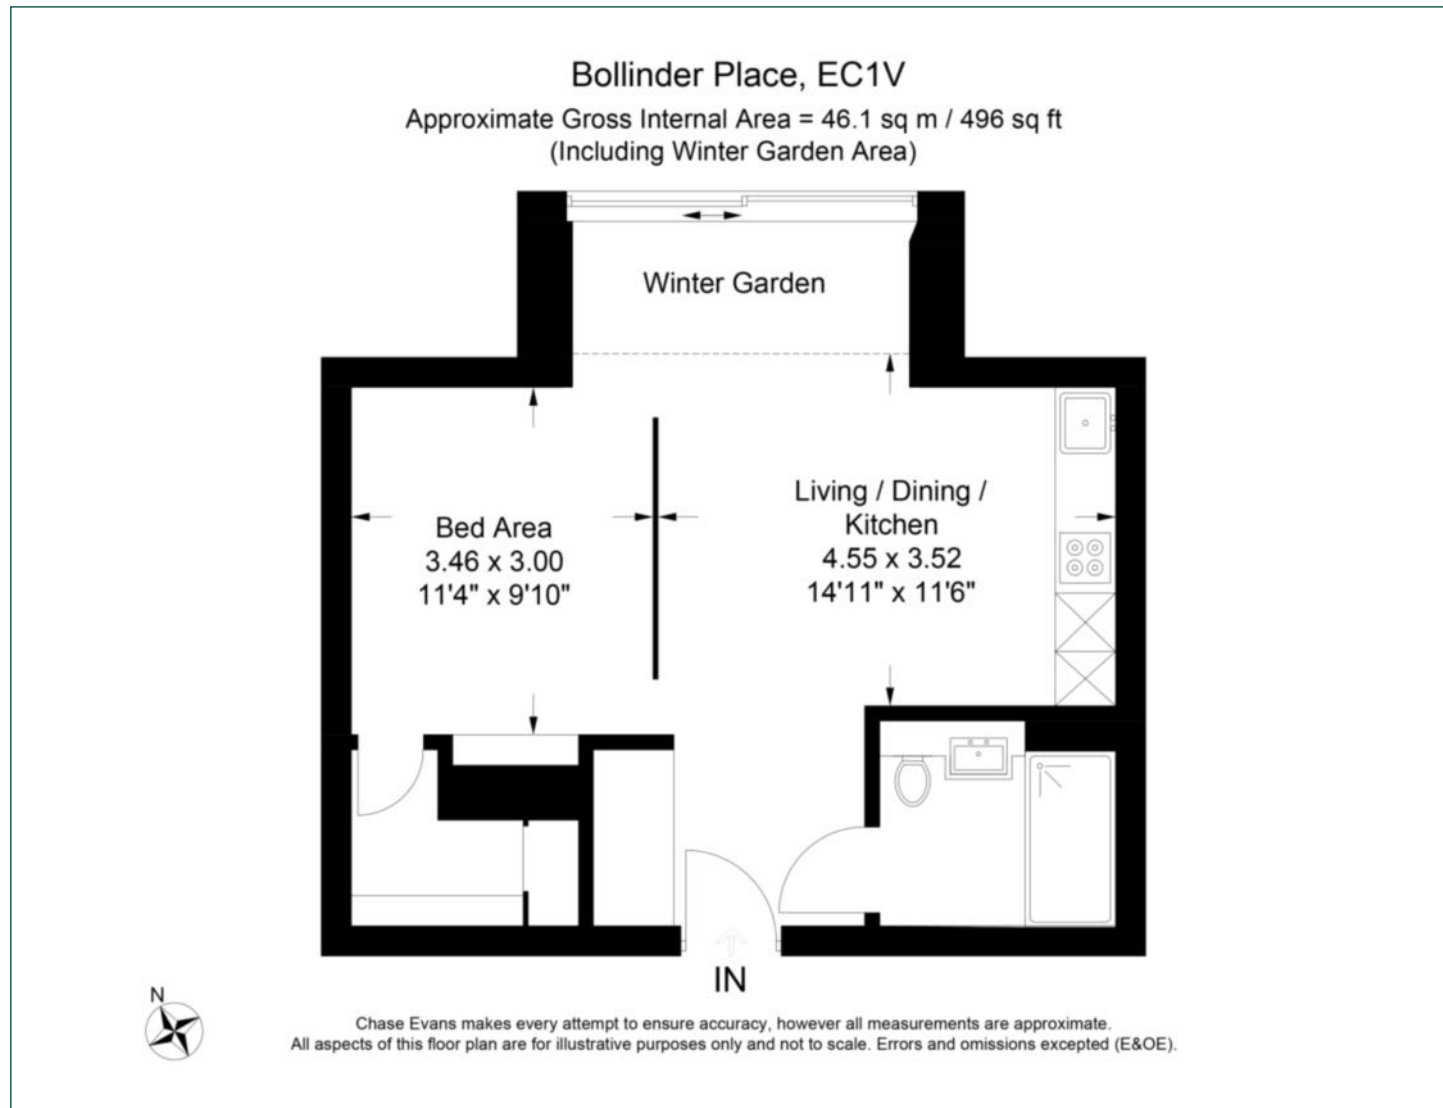 Bollinder Place, EC1V
Approximate Gross Internal Area = 46.1 sq m / 496 sq ft
(Including Winter Garden Area)
Winter Garden
Living / Dining /
Kitchen
4.55 x 3.52
14'11" x 11'6"
Bed Area
3.46 x 3.00
11'4" x 9'10"
IN
N
Chase Evans makes every attempt to ensure accuracy, however all measurements are approximate.
All aspects of this floor plan are for illustrative purposes only and not to scale. Errors and omissions excepted (E&OE).